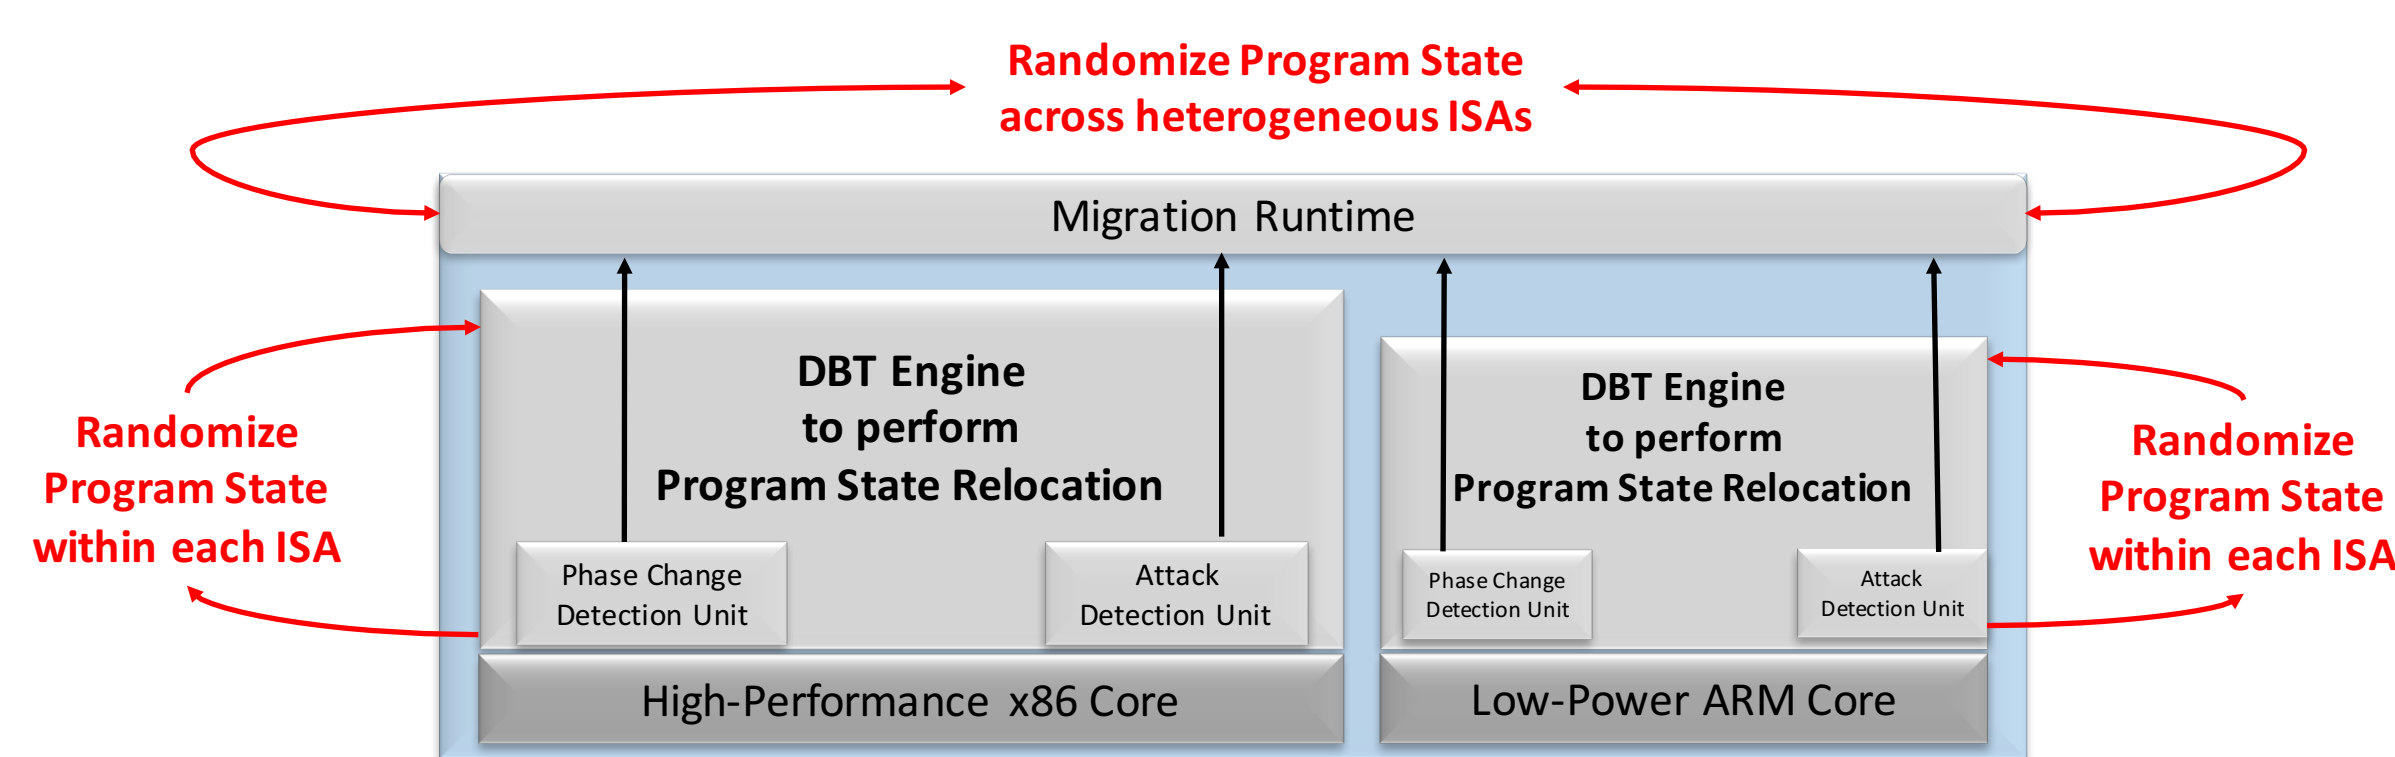 Randomize Program State
across heterogeneous ISAs
Migration Runtime
DBT Engine
to perform
Program State Relocation
DBT Engine
to perform
Program State Relocation
Randomize
Program State
within each ISA
Randomize
Program State
within each ISA
Phase Change
Detection Unit
Attack
Detection Unit
Phase Change
Detection Unit
Attack
Detection Unit
High-Performance x86 Core
Low-Power ARM Core